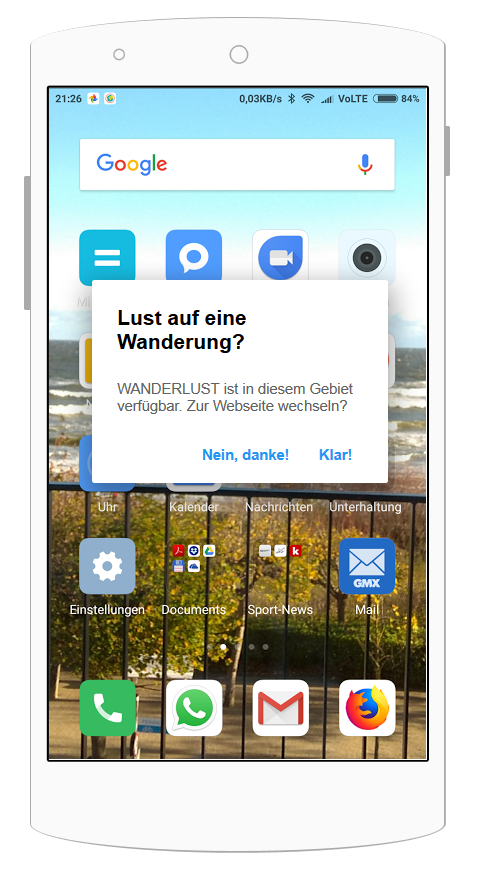 21:26 0,03KB/s VoLTE 84%
Google
Lust auf eine
Wanderung?
WANDERLUST ist in diesem Gebiet
verfügbar. Zur Webseite wechseln?
Nein, danke! Klar!
Uhr Kalender Nachrichten Unterhaltung
GMX
Einstellungen Documents Sport-News Mail